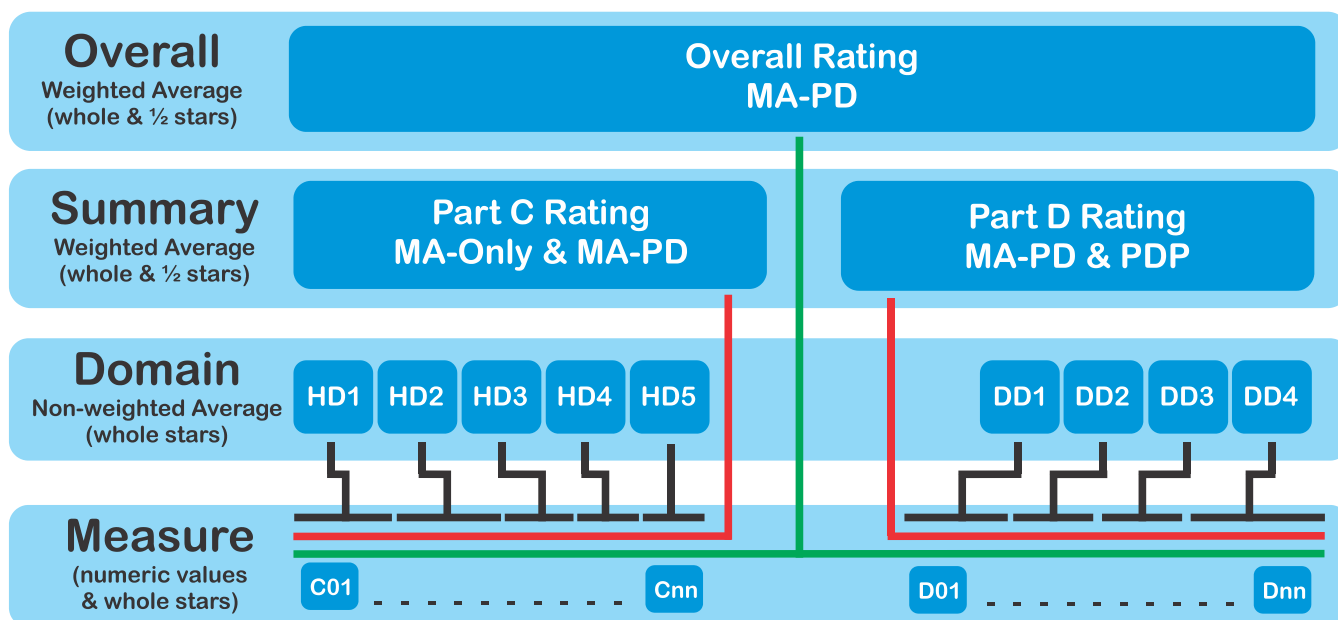 Overall
Weighted Average
(whole & ½ stars)
Overall Rating
MA-PD
Summary
Weighted Average
(whole & ½ stars)
Part C Rating
MA-Only & MA-PD
Part D Rating
MA-PD & PDP
Domain
Non-weighted Average
(whole stars)
HD1 HD2 HD3 HD4 HD5
DD1 DD2 DD3 DD4
Measure
(numeric values
& whole stars)
C01 Cnn
D01 Dnn